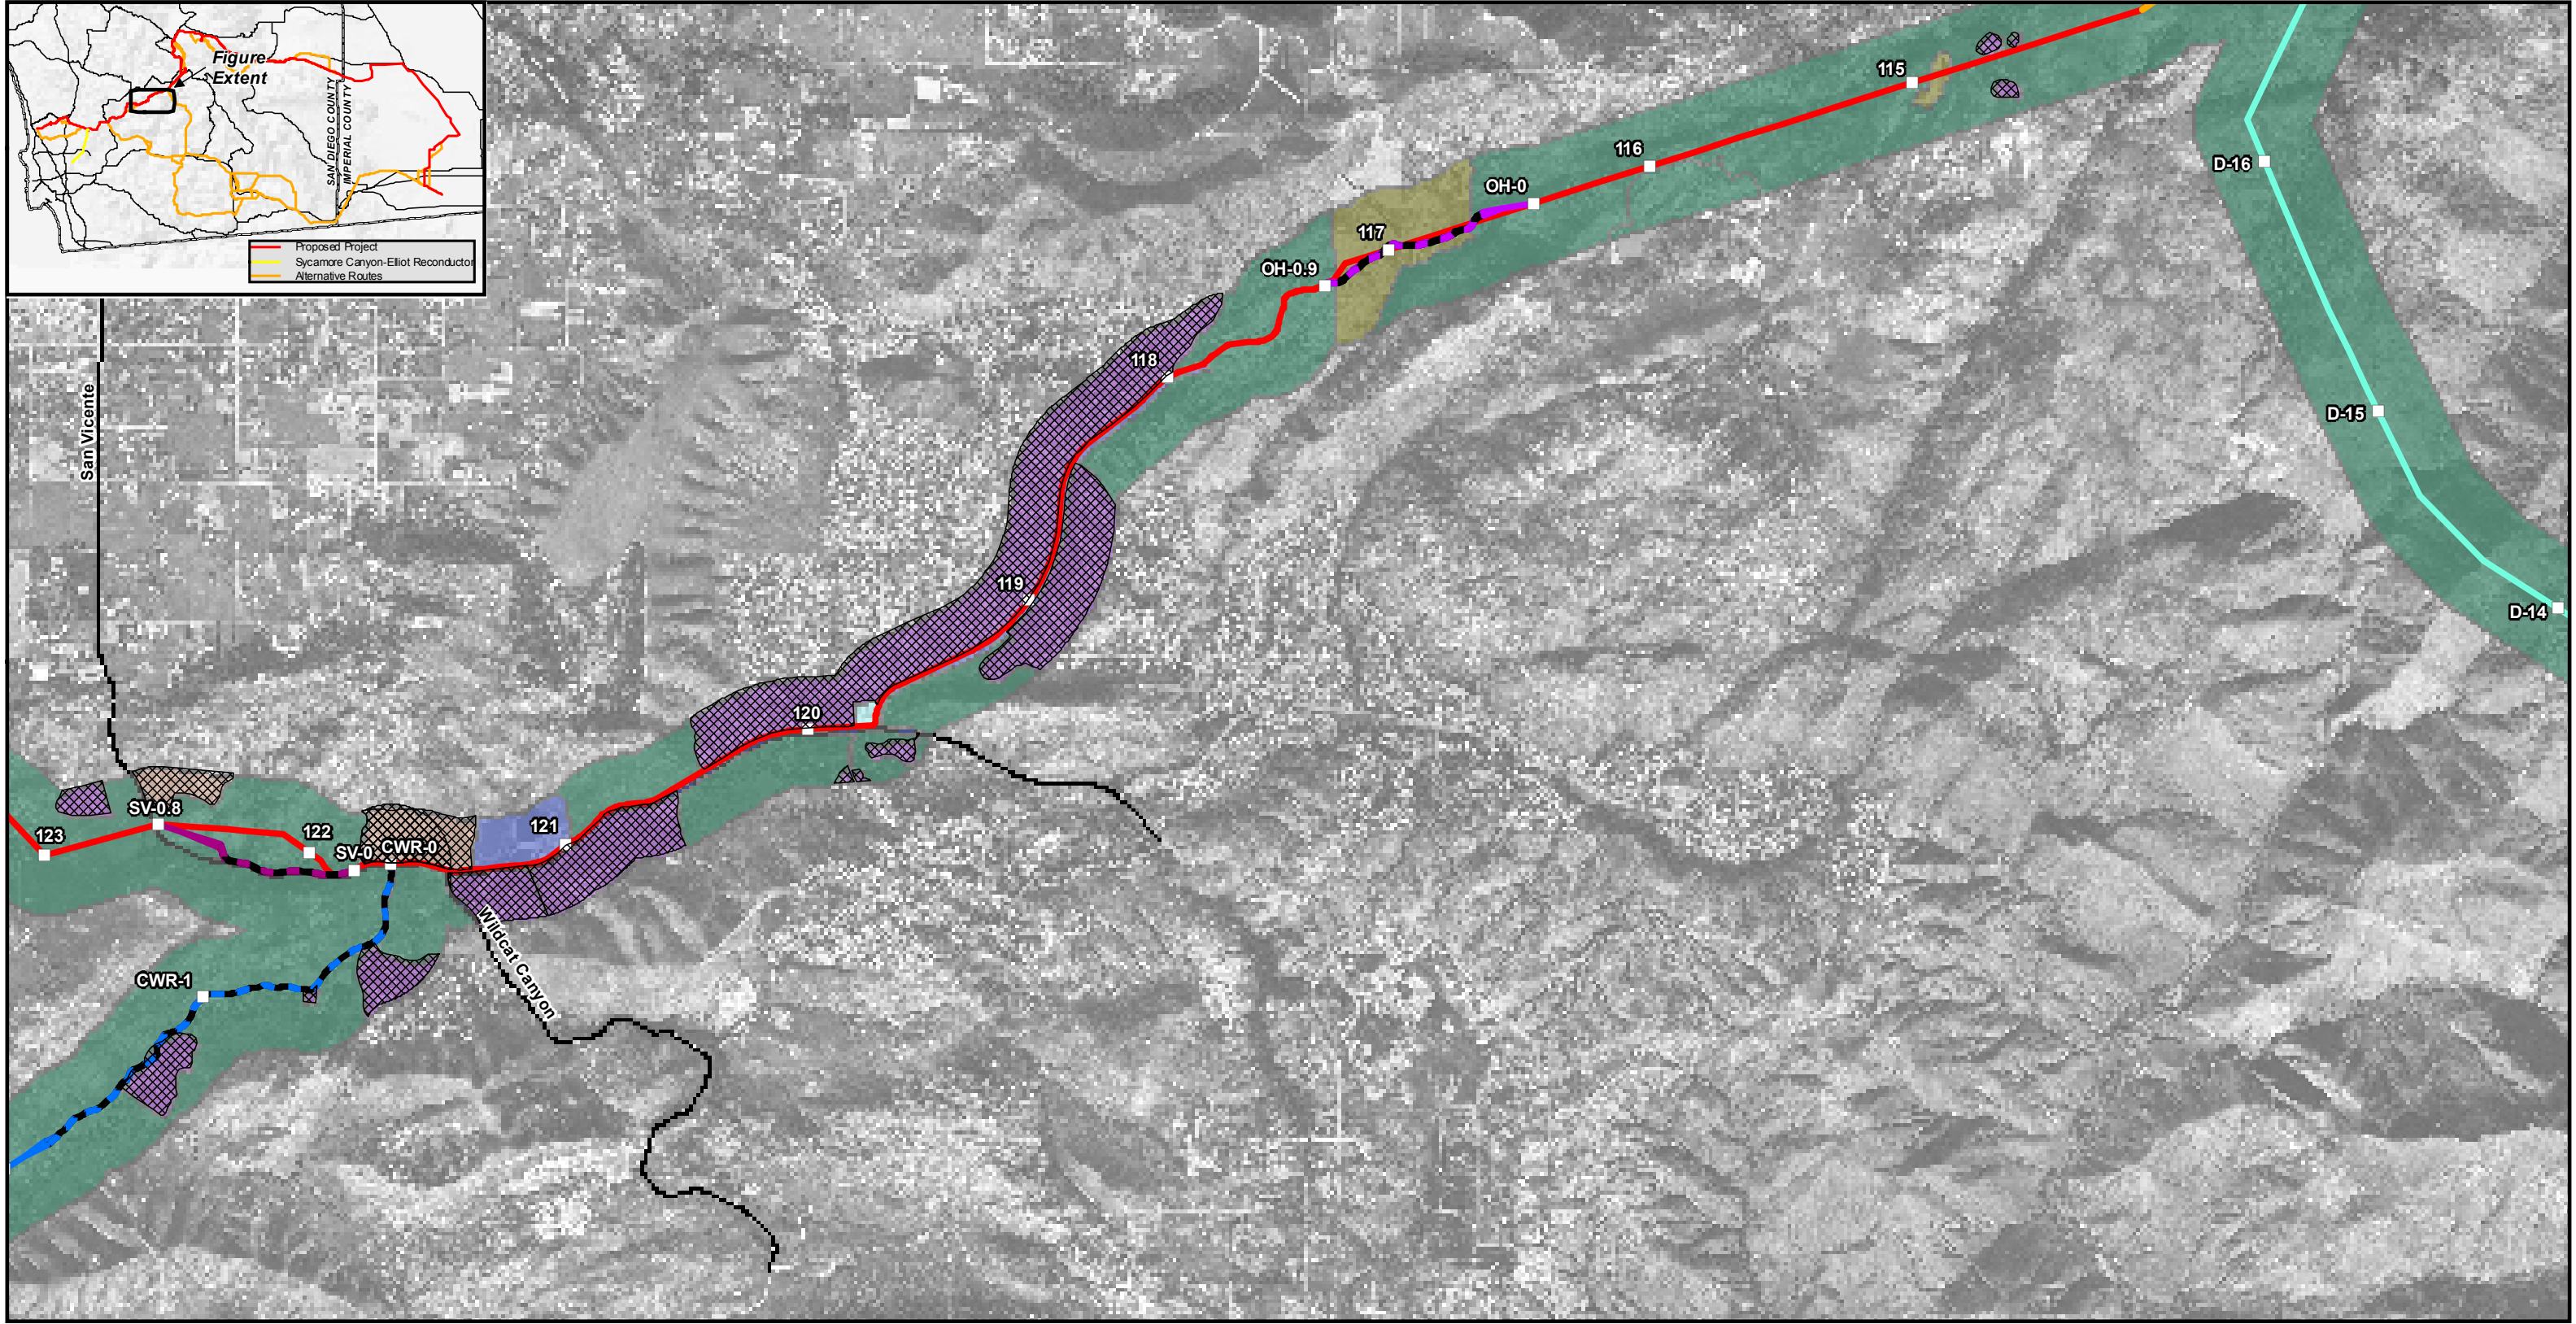 Figure
Extent
SAN DIEGO COUNTY
IMPERIAL COUNTY
Proposed Project
Sycamore Canyon-Elliot Reconductor
Alternative Routes
115
116
OH-0
117
OH-0.9
118
119
120
121
122
123
SV-0.8
SV-0
CWR-0
CWR-1
D-16
D-15
D-14
San Vicente
Wildcat Canyon